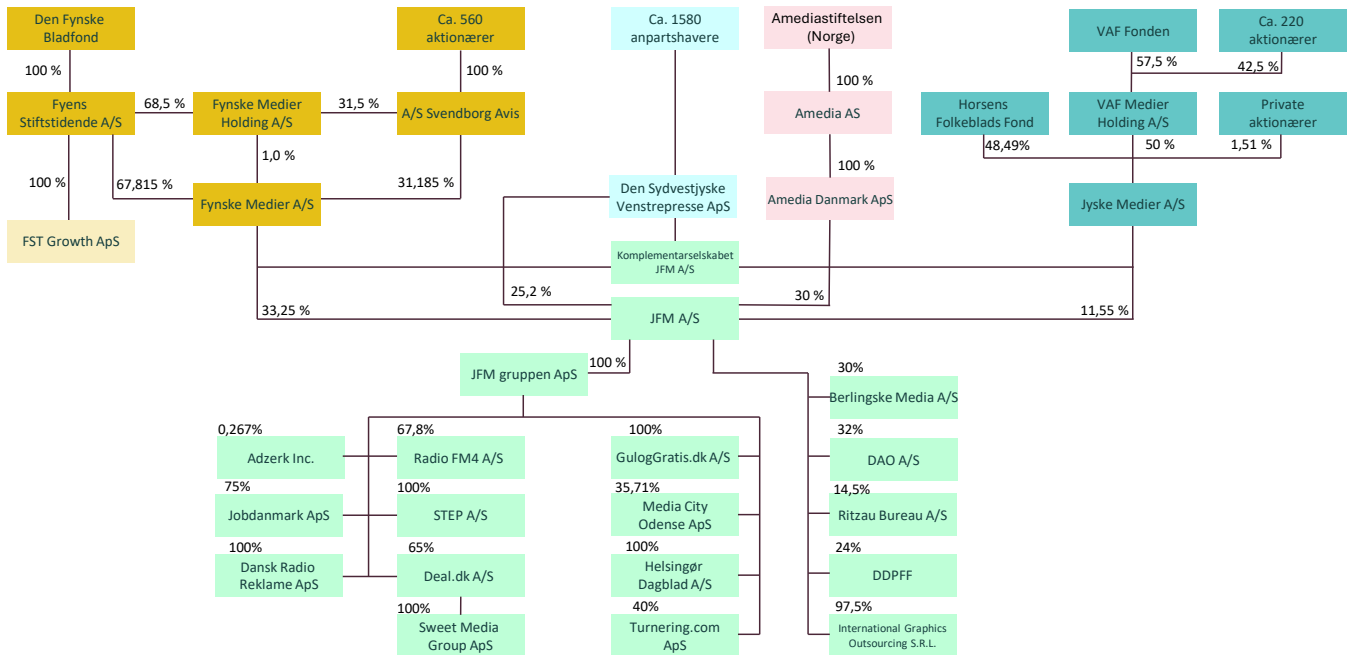 Den Fynske
Bladfond
Ca. 560
aktionærer
Ca. 1580
anpartshavere
Amediastiftelsen
(Norge)
VAF Fonden
Ca. 220
aktionærer
100 %
100 %
100 %
57,5 %
42,5 %
Fyens
Stiftstidende A/S
68,5 %
Fynske Medier
Holding A/S
31,5 %
A/S Svendborg Avis
Amedia AS
Horsens
Folkeblads Fond
VAF Medier
Holding A/S
Private
aktionærer
100 %
67,815 %
1,0 %
31,185 %
100 %
48,49%
50 %
1,51 %
Fynske Medier A/S
Den Sydvestjyske
Venstrepresse ApS
Amedia Danmark ApS
Jyske Medier A/S
FST Growth ApS
Komplementarselskabet
JFM A/S
25,2 %
30 %
33,25 %
JFM A/S
11,55 %
100 %
JFM gruppen ApS
30%
Berlingske Media A/S
0,267%
Adzerk Inc.
67,8%
Radio FM4 A/S
100%
GulogGratis.dk A/S
32%
DAO A/S
75%
Jobdanmark ApS
100%
STEP A/S
35,71%
Media City
Odense ApS
14,5%
Ritzau Bureau A/S
100%
Dansk Radio
Reklame ApS
65%
Deal.dk A/S
100%
Helsingør
Dagblad A/S
24%
DDPFF
100%
Sweet Media
Group ApS
40%
Turnering.com
ApS
97,5%
International Graphics
Outsourcing S.R.L.